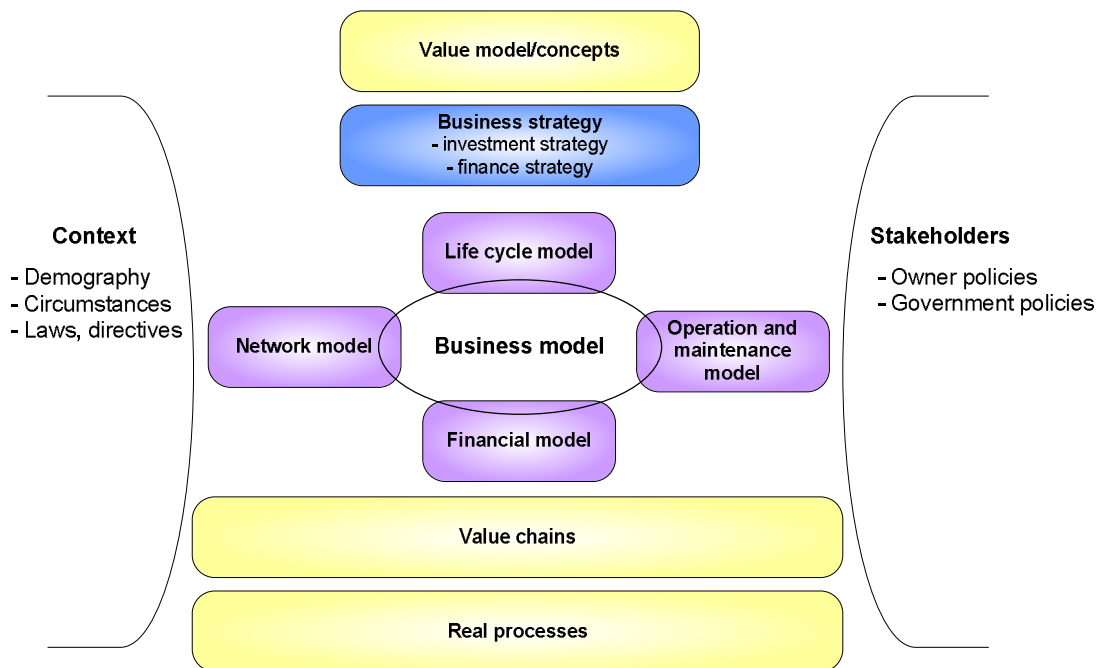 Value model/concepts
Business strategy
- investment strategy
- finance strategy
Context
- Demography
- Circumstances
- Laws, directives
Stakeholders
- Owner policies
- Government policies
Life cycle model
Network model
Business model
Operation and
maintenance
model
Financial model
Value chains
Real processes